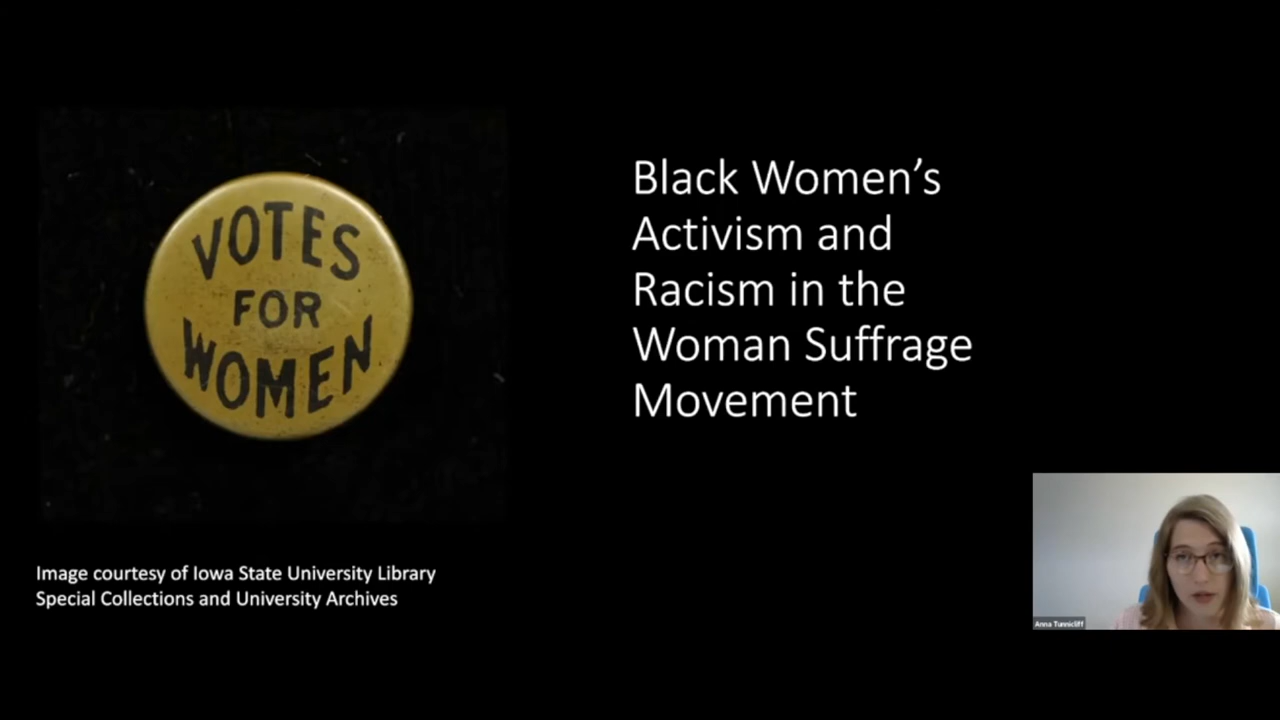 VOTES
FOR
WOMEN
Black Women’s
Activism and
Racism in the
Woman Suffrage
Movement
Image courtesy of Iowa State University Library
Special Collections and University Archives
Anna Tunnicliff